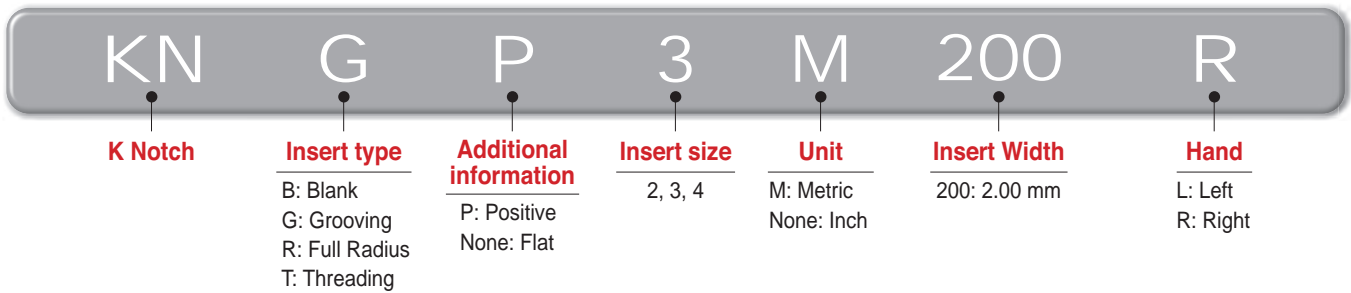 KN G P 3 M 200 R
K Notch
Insert type
B: Blank
G: Grooving
R: Full Radius
T: Threading
Additional
information
P: Positive
None: Flat
Insert size
2, 3, 4
Unit
M: Metric
None: Inch
Insert Width
200: 2.00 mm
Hand
L: Left
R: Right